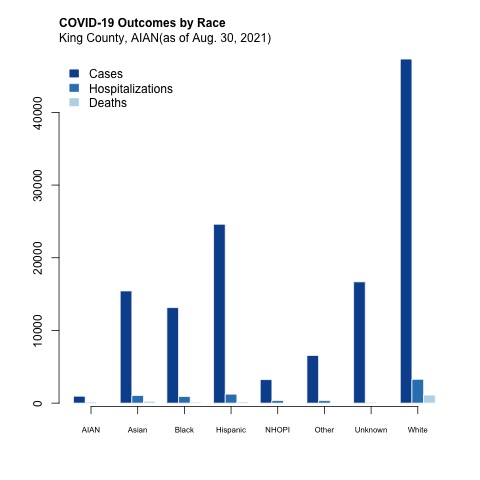 COVID-19 Outcomes by Race
King County, AIAN(as of Aug. 30, 2021)
Cases
Hospitalizations
Deaths
40000
30000
20000
10000
0
AIAN Asian Black Hispanic NHOPI Other Unknown White